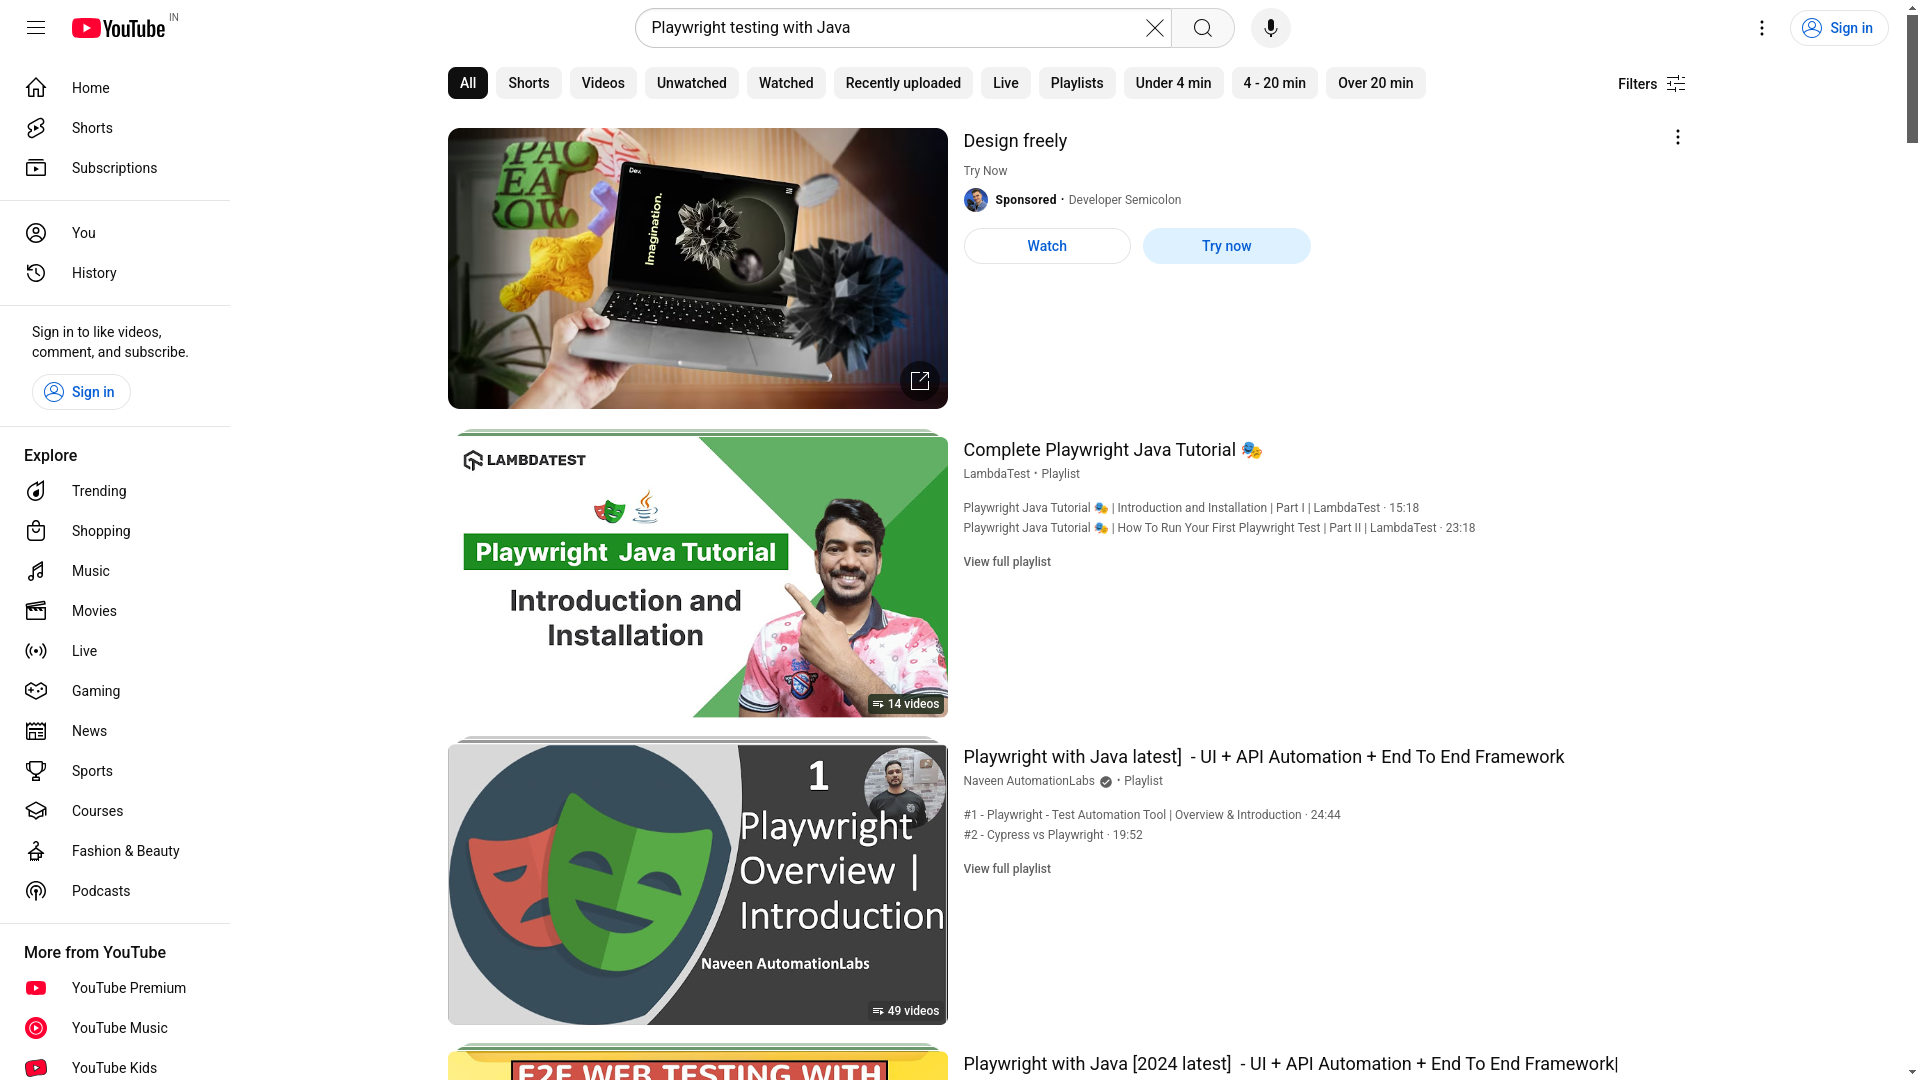 YouTube IN
Playwright testing with Java
Sign in
Home
Shorts
Subscriptions
You
History
Sign in to like videos,
comment, and subscribe.
Sign in
Explore
Trending
Shopping
Music
Movies
Live
Gaming
News
Sports
Courses
Fashion & Beauty
Podcasts
More from YouTube
YouTube Premium
YouTube Music
YouTube Kids
All Shorts Videos Unwatched Watched Recently uploaded Live Playlists Under 4 min 4 - 20 min Over 20 min Filters
Dev.
Imagination.
Design freely
Try Now
Sponsored · Developer Semicolon
Watch Try now
LAMBDATEST
Playwright Java Tutorial
Introduction and
Installation
14 videos
Complete Playwright Java Tutorial 🎭
LambdaTest • Playlist
Playwright Java Tutorial 🎭 | Introduction and Installation | Part I | LambdaTest · 15:18
Playwright Java Tutorial 🎭 | How To Run Your First Playwright Test | Part II | LambdaTest · 23:18
View full playlist
1
Playwright
Overview |
Introduction
Naveen AutomationLabs
49 videos
Playwright with Java latest] - UI + API Automation + End To End Framework
Naveen AutomationLabs • Playlist
#1 - Playwright - Test Automation Tool | Overview & Introduction · 24:44
#2 - Cypress vs Playwright · 19:52
View full playlist
E2E WEB TESTING WITH
Playwright with Java [2024 latest] - UI + API Automation + End To End Framework|